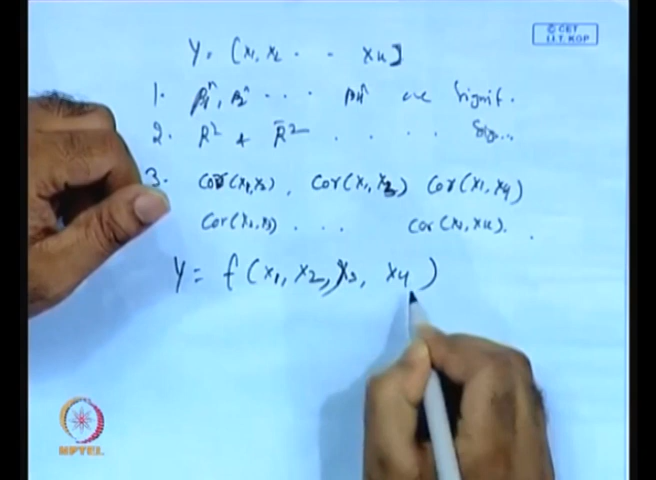 © CET
I.I.T. KGP
Y = [x1, x2 . . xk]
1. β1^, β2^ . . . βk^ are Signif.
2. R² & R̄² . . . . Sig...
3. Cor(x1,x2), Cor(x1,x3) Cor(x1,x4)
Cor(x2,x3) . . . Cor(x3,xk).
Y = f(x1, x2, x3, x4)
NPTEL